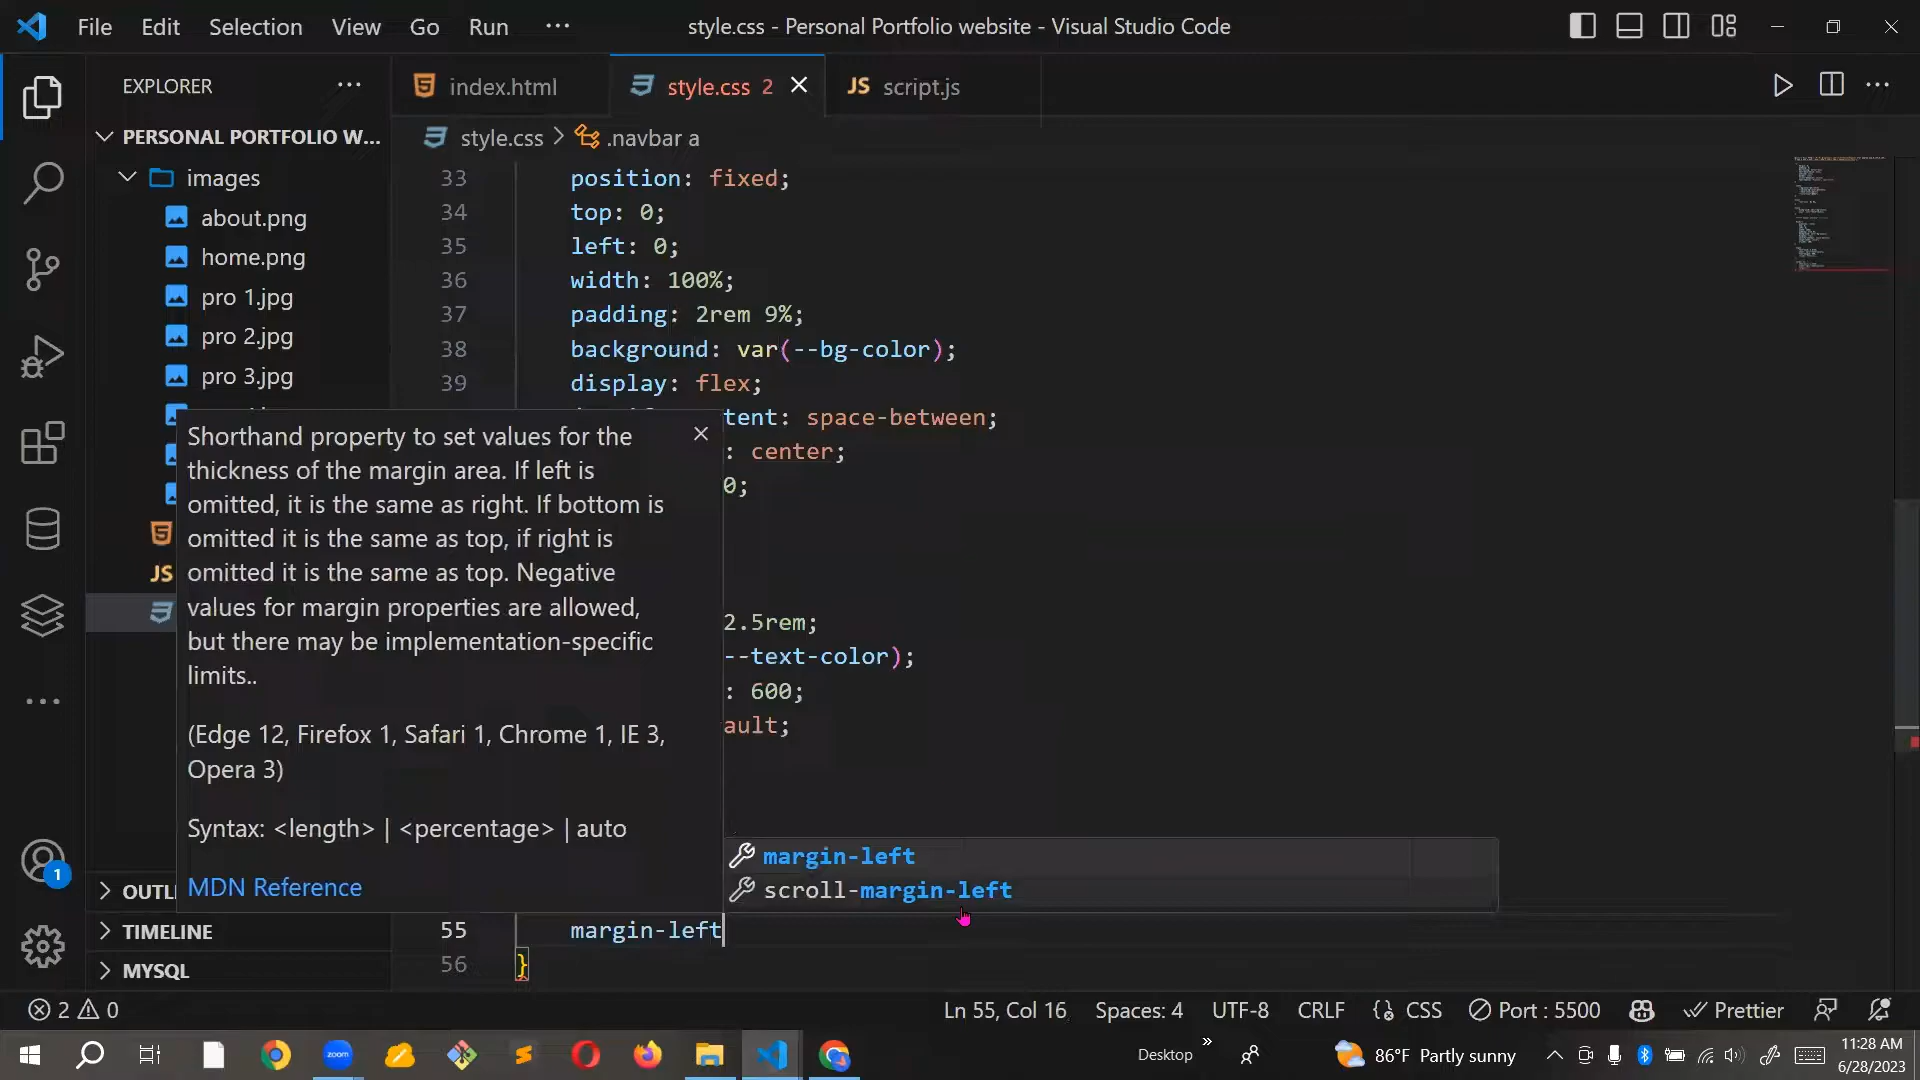 File Edit Selection View Go Run ··· style.css - Personal Portfolio website - Visual Studio Code
EXPLORER ···
index.html
style.css 2
JS script.js
PERSONAL PORTFOLIO W...
style.css > .navbar a
images
about.png
home.png
pro 1.jpg
pro 2.jpg
pro 3.jpg
JS
33 position: fixed;
34 top: 0;
35 left: 0;
36 width: 100%;
37 padding: 2rem 9%;
38 background: var(--bg-color);
39 display: flex;
tent: space-between;
: center;
0;
2.5rem;
--text-color);
: 600;
ault;
Shorthand property to set values for the
thickness of the margin area. If left is
omitted, it is the same as right. If bottom is
omitted it is the same as top, if right is
omitted it is the same as top. Negative
values for margin properties are allowed,
but there may be implementation-specific
limits..
(Edge 12, Firefox 1, Safari 1, Chrome 1, IE 3,
Opera 3)
Syntax: <length> | <percentage> | auto
MDN Reference
margin-left
scroll-margin-left
55 margin-left
56 }
OUTLI
TIMELINE
MYSQL
1
2 0
Ln 55, Col 16 Spaces: 4 UTF-8 CRLF CSS Port : 5500 Prettier
zoom
Desktop
86°F Partly sunny
11:28 AM
6/28/2023